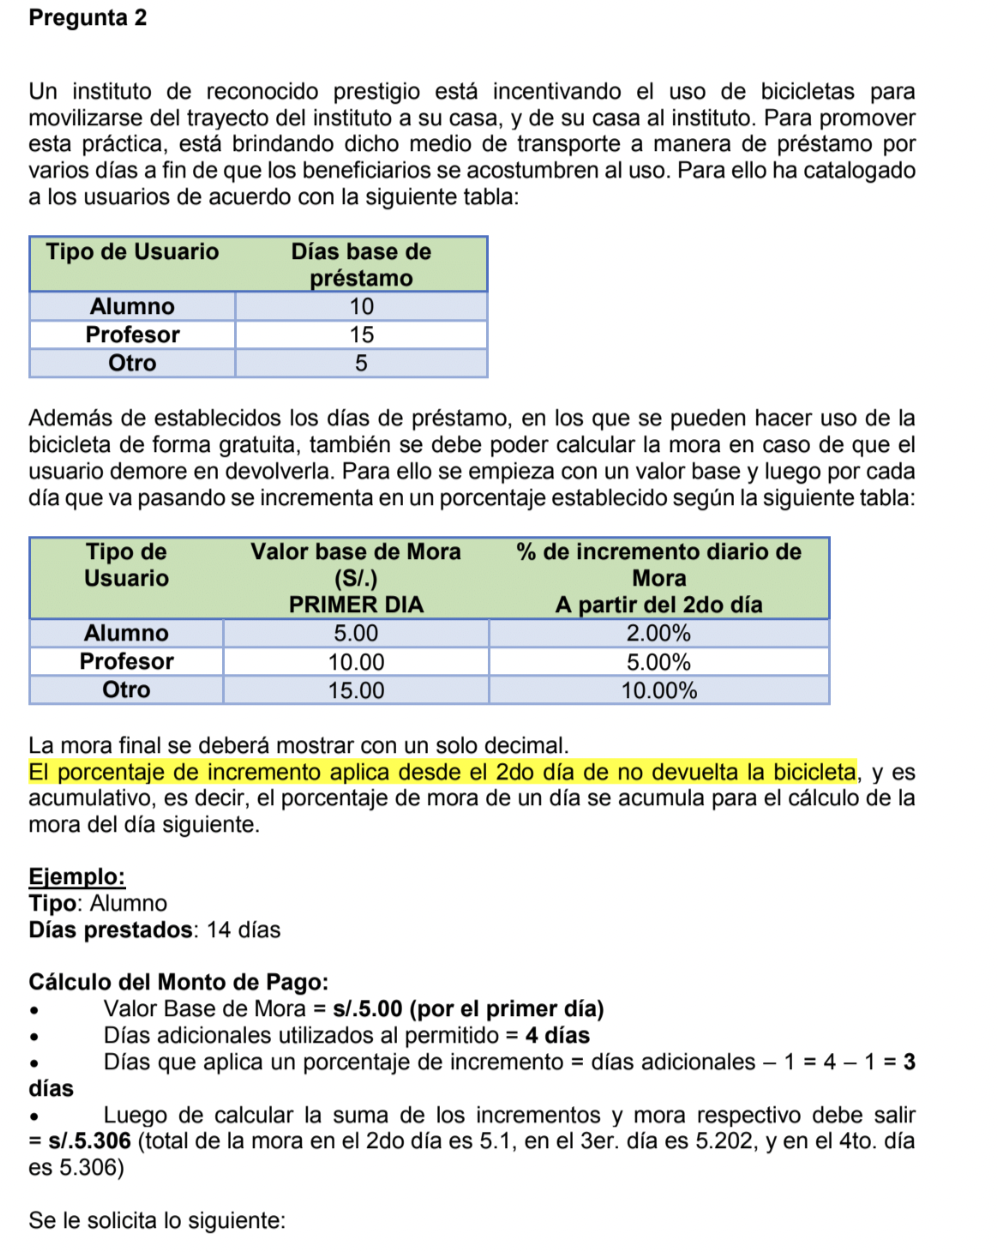 Pregunta 2
Un instituto de reconocido prestigio está incentivando el uso de bicicletas para
movilizarse del trayecto del instituto a su casa, y de su casa al instituto. Para promover
esta práctica, está brindando dicho medio de transporte a manera de préstamo por
varios días a fin de que los beneficiarios se acostumbren al uso. Para ello ha catalogado
a los usuarios de acuerdo con la siguiente tabla:
Tipo de Usuario Días base de
préstamo
Alumno 10
Profesor 15
Otro 5
Además de establecidos los días de préstamo, en los que se pueden hacer uso de la
bicicleta de forma gratuita, también se debe poder calcular la mora en caso de que el
usuario demore en devolverla. Para ello se empieza con un valor base y luego por cada
día que va pasando se incrementa en un porcentaje establecido según la siguiente tabla:
Tipo de Valor base de Mora % de incremento diario de
Usuario (S/.) Mora
PRIMER DIA A partir del 2do día
Alumno 5.00 2.00%
Profesor 10.00 5.00%
Otro 15.00 10.00%
La mora final se deberá mostrar con un solo decimal.
El porcentaje de incremento aplica desde el 2do día de no devuelta la bicicleta, y es
acumulativo, es decir, el porcentaje de mora de un día se acumula para el cálculo de la
mora del día siguiente.
Ejemplo:
Tipo: Alumno
Días prestados: 14 días
Cálculo del Monto de Pago:
• Valor Base de Mora = s/.5.00 (por el primer día)
• Días adicionales utilizados al permitido = 4 días
• Días que aplica un porcentaje de incremento = días adicionales – 1 = 4 – 1 = 3
días
• Luego de calcular la suma de los incrementos y mora respectivo debe salir
= s/.5.306 (total de la mora en el 2do día es 5.1, en el 3er. día es 5.202, y en el 4to. día
es 5.306)
Se le solicita lo siguiente: